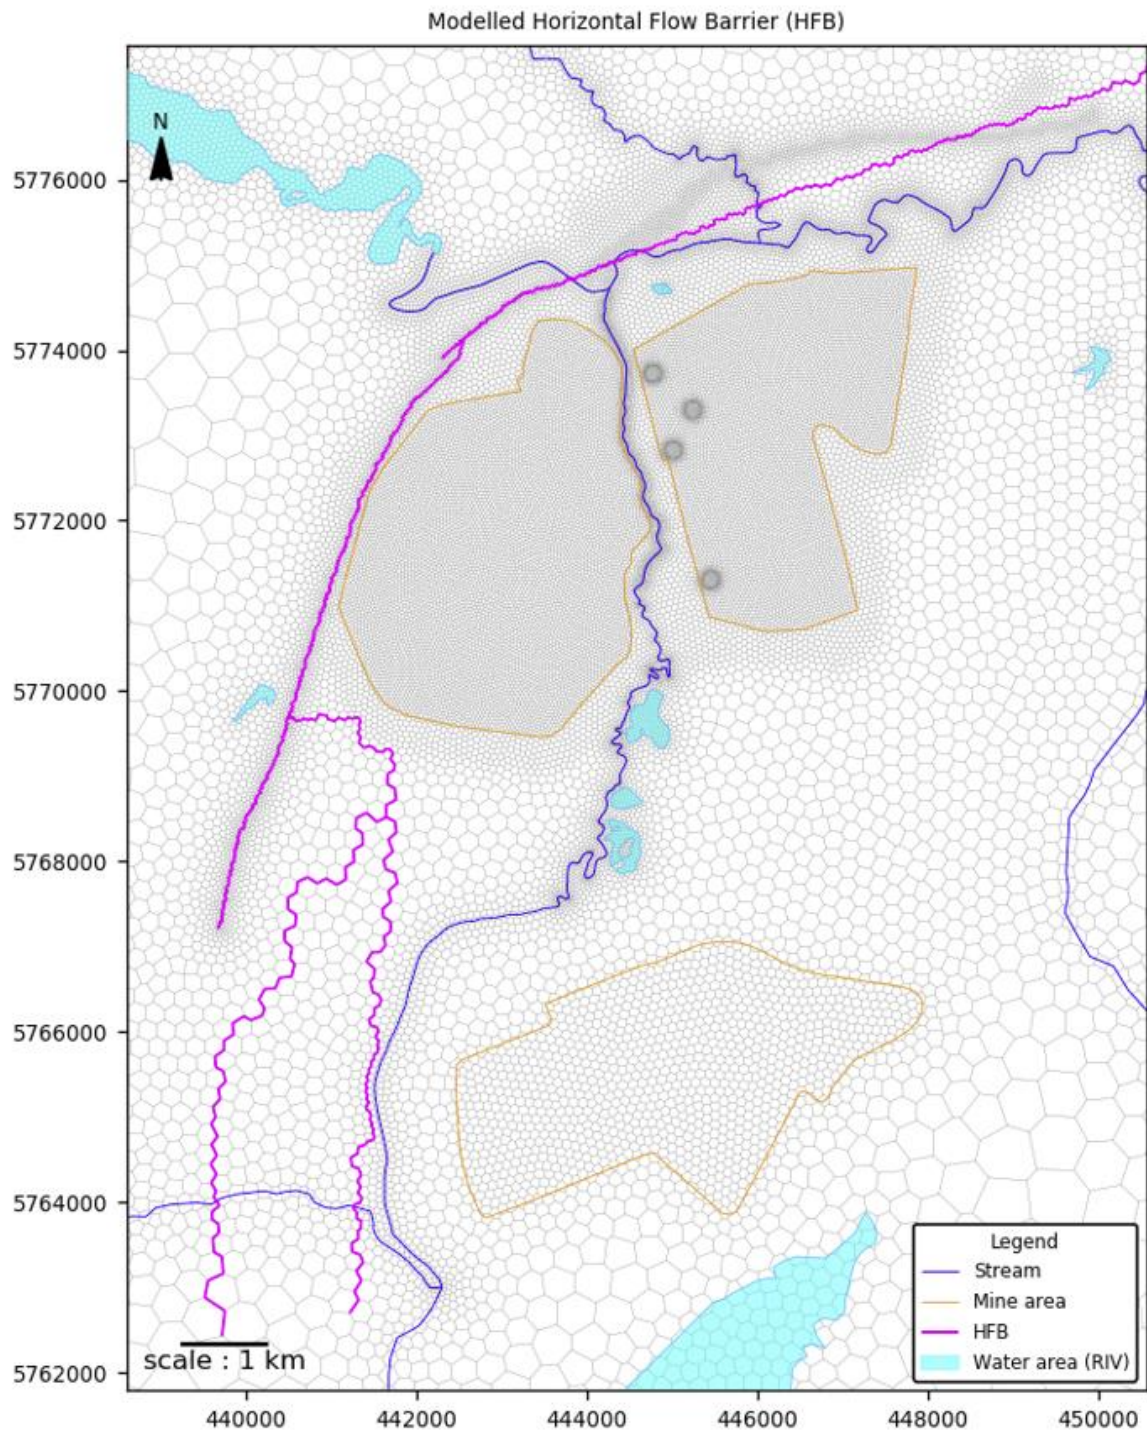 Modelled Horizontal Flow Barrier (HFB)
N
5776000
5774000
5772000
5770000
5768000
5766000
5764000
5762000
scale : 1 km
Legend
Stream
Mine area
HFB
Water area (RIV)
440000 442000 444000 446000 448000 450000